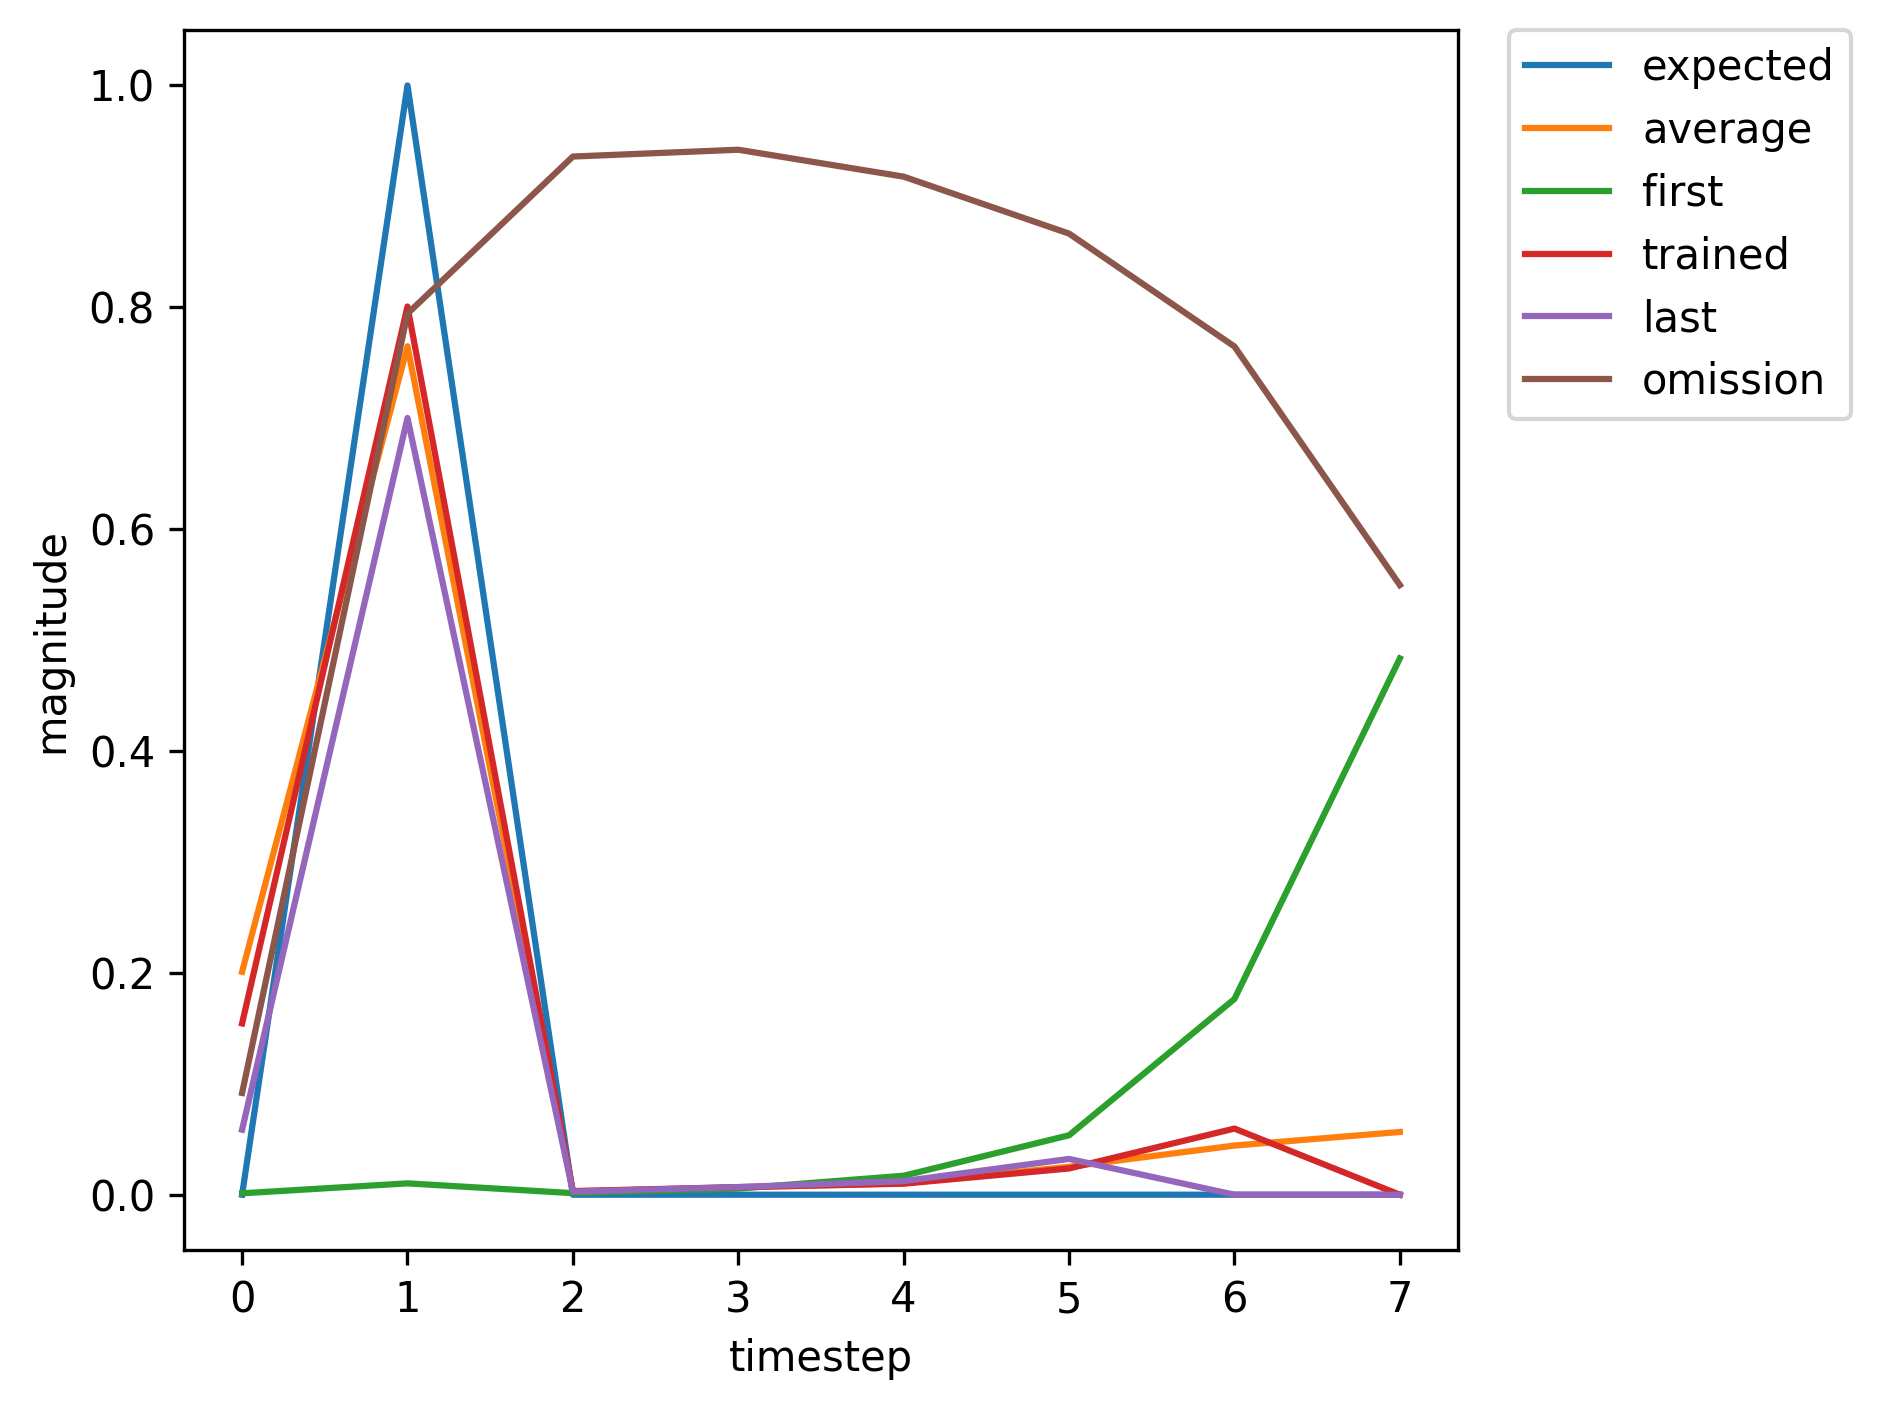 1.0
0.8
0.6
0.4
0.2
0.0
magnitude
0 1 2 3 4 5 6 7
timestep
expected
average
first
trained
last
omission